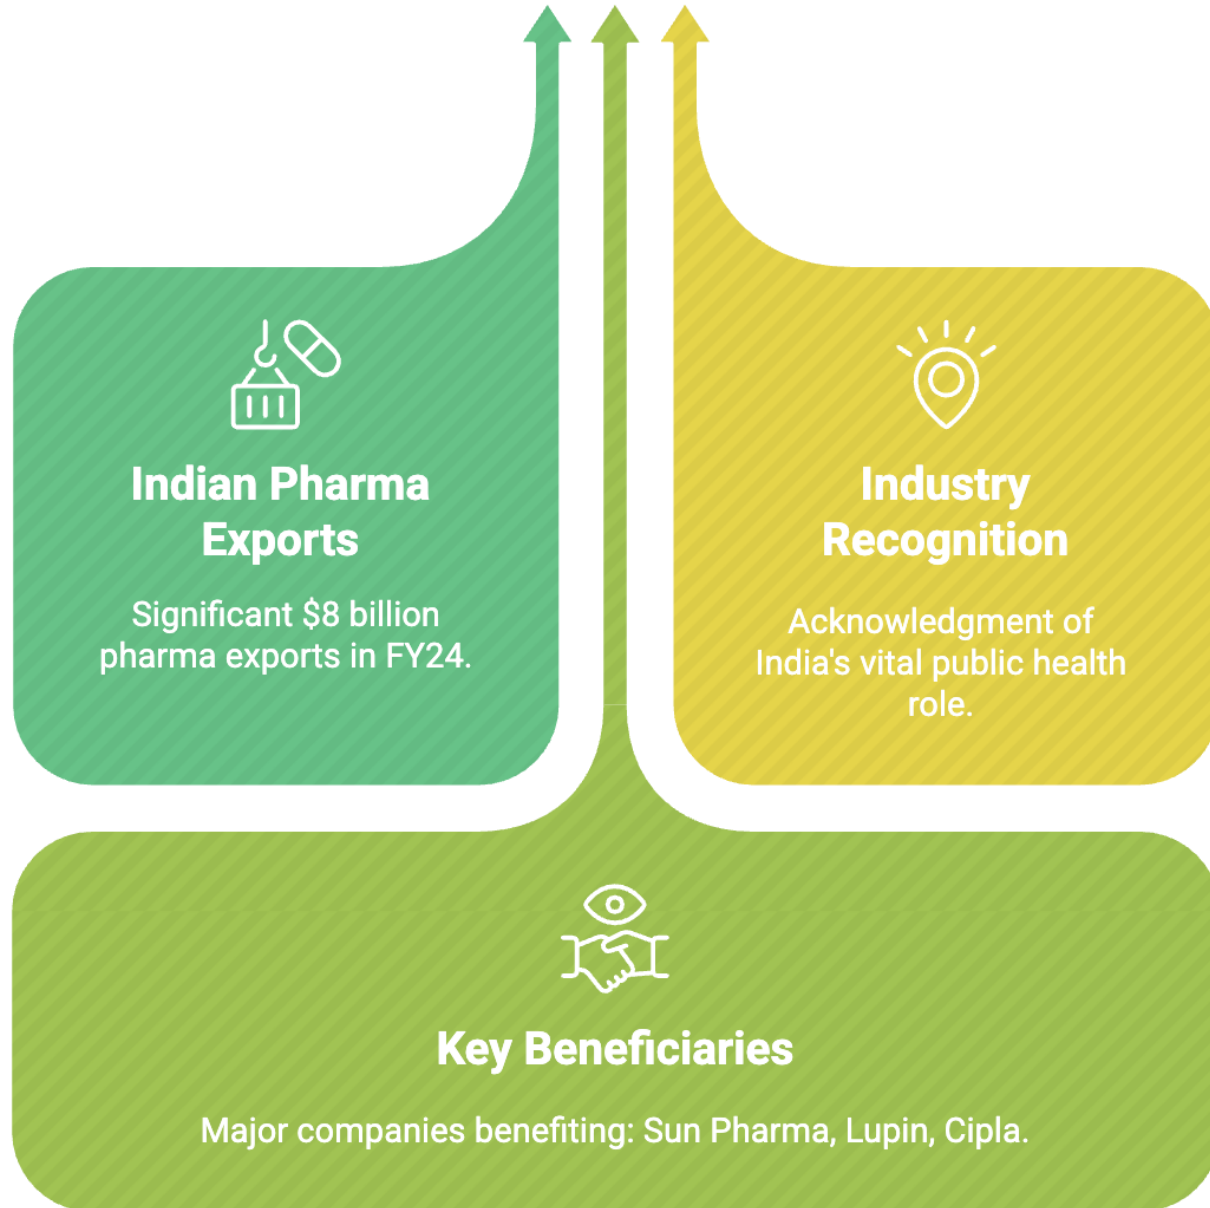 Indian Pharma
Exports
Significant $8 billion
pharma exports in FY24.
Industry
Recognition
Acknowledgment of
India's vital public health
role.
Key Beneficiaries
Major companies benefiting: Sun Pharma, Lupin, Cipla.